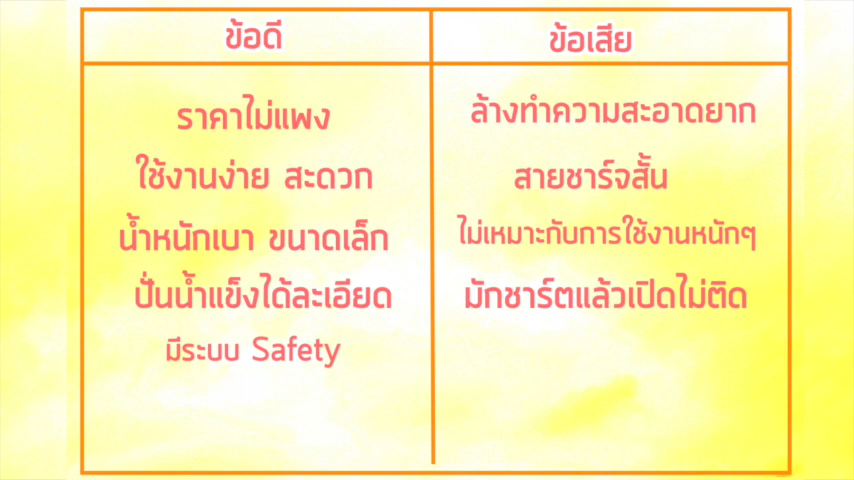 ข้อดี
ข้อเสีย
ราคาไม่แพง
ใช้งานง่าย สะดวก
น้ำหนักเบา ขนาดเล็ก
ปั่นน้ำแข็งได้ละเอียด
มีระบบ Safety
ล้างทำความสะอาดยาก
สายชาร์จสั้น
ไม่เหมาะกับการใช้งานหนักๆ
มักชาร์ตแล้วเปิดไม่ติด